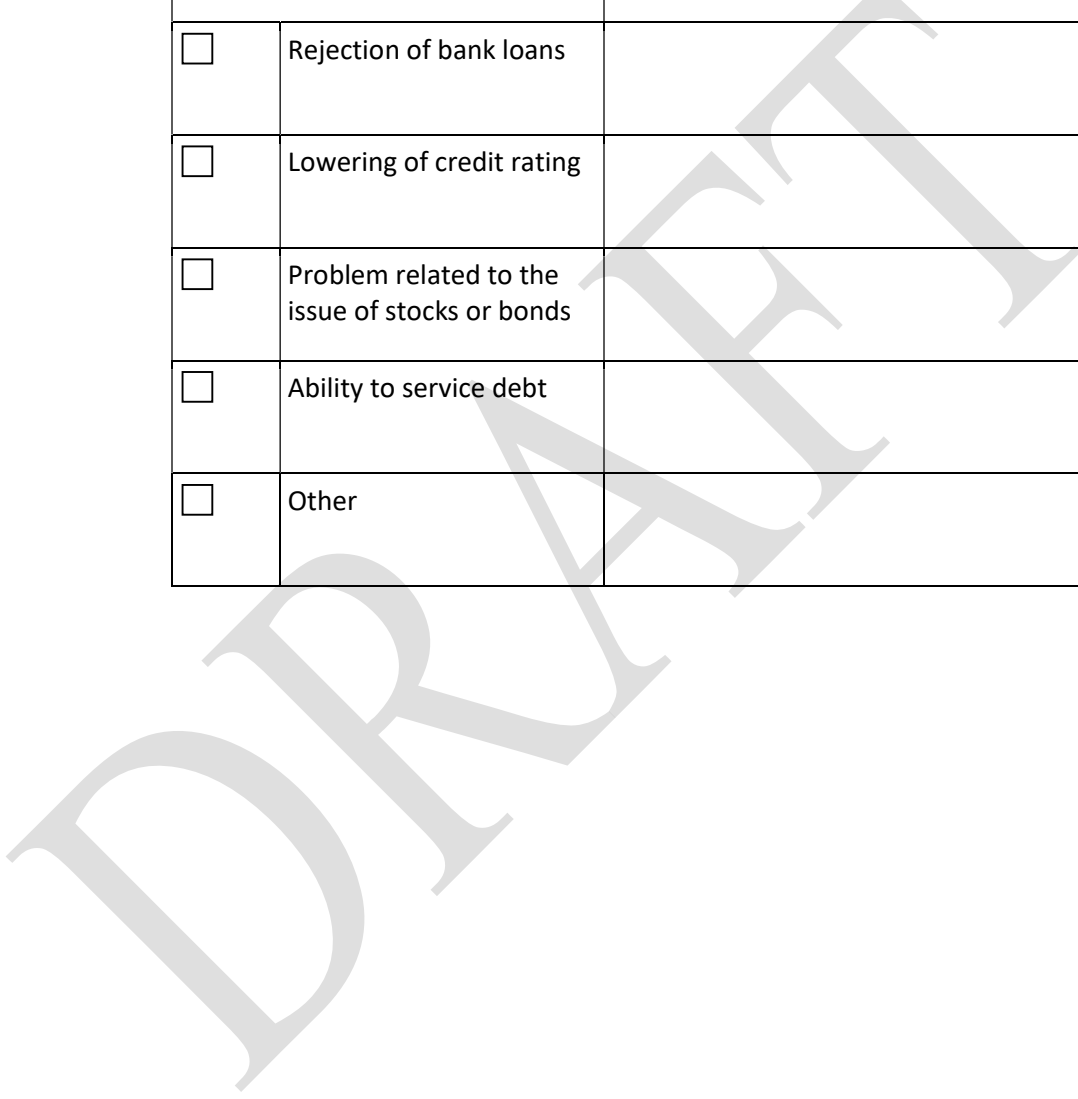 Rejection of bank loans
Lowering of credit rating
Problem related to the
issue of stocks or bonds
Ability to service debt
Other
DRAFT